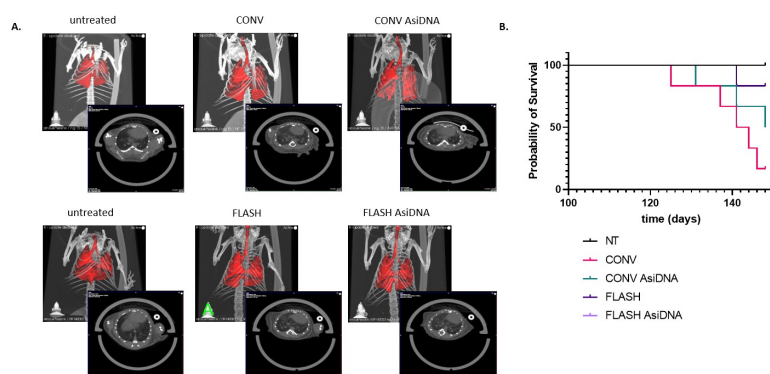 A.
untreated
CONV
CONV AsiDNA
untreated
FLASH
FLASH AsiDNA
B.
Probability of Survival
100
50
0
100
120
140
time (days)
NT
CONV
CONV AsiDNA
FLASH
FLASH AsiDNA